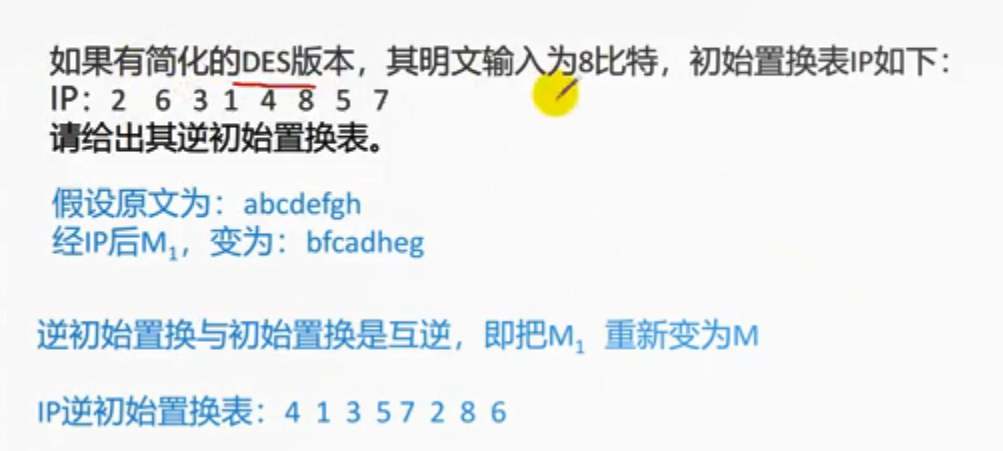 如果有简化的DES版本，其明文输入为8比特，初始置换表IP如下：
IP：2 6 3 1 4 8 5 7
请给出其逆初始置换表。
假设原文为：abcdefgh
经IP后M₁，变为：bfcadheg
逆初始置换与初始置换是互逆，即把M₁ 重新变为M
IP逆初始置换表：4 1 3 5 7 2 8 6